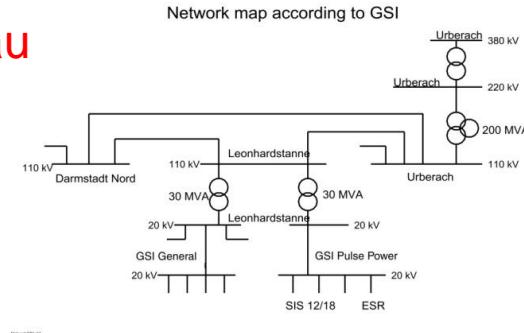 Network map according to GSI
au
Urberach
380 kV
Urberach
220 kV
200 MVA
110 kV
Darmstadt Nord
110 kV
Leonhardstanne
110 kV
Urberach
30 MVA
30 MVA
20 kV
Leonhardstanne
20 kV
GSI General
GSI Pulse Power
20 kV
20 kV
SIS 12/18
ESR